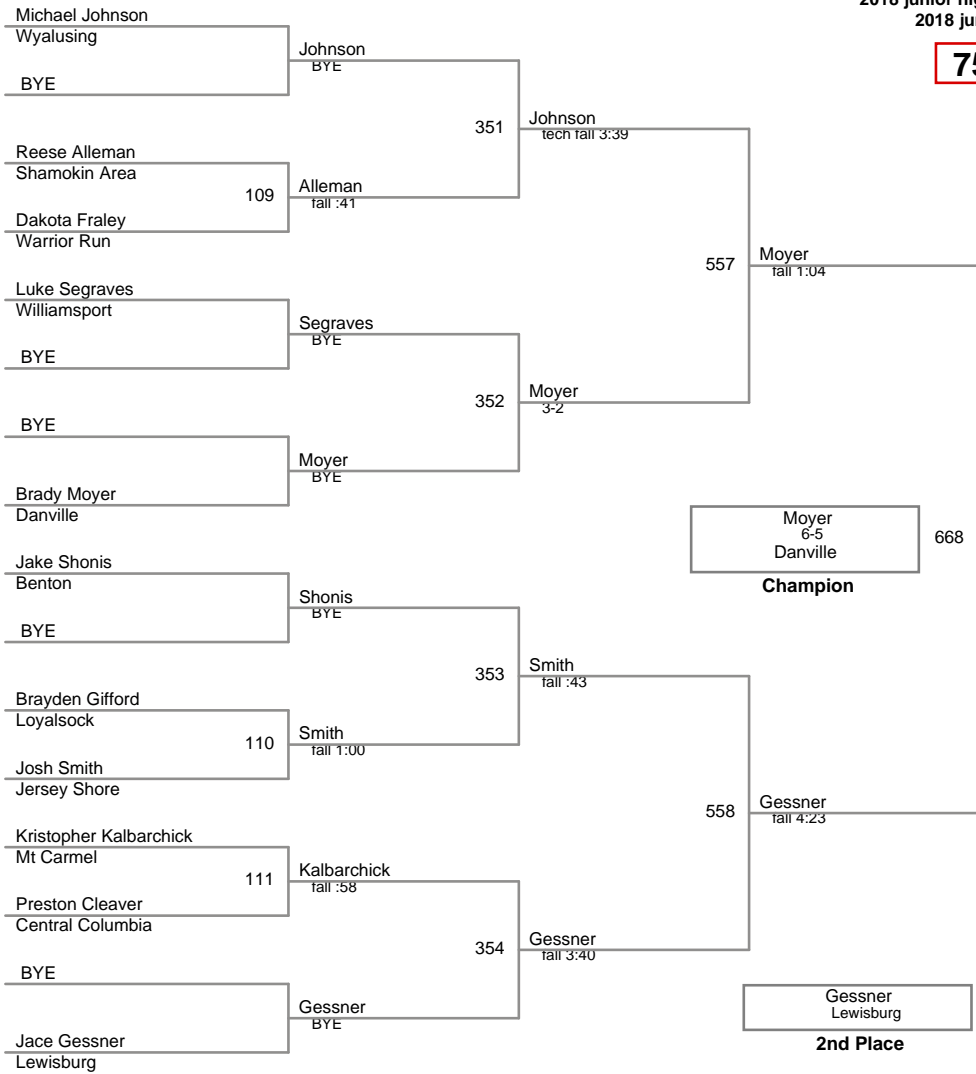 2018 junior
2018
Michael Johnson
Wyalusing
BYE
Johnson
BYE
351
Johnson
tech fall 3:39
Reese Alleman
Shamokin Area
109
Alleman
fall :41
Dakota Fraley
Warrior Run
557
Moyer
fall 1:04
Luke Segraves
Williamsport
Segraves
BYE
BYE
352
Moyer
3-2
BYE
Moyer
BYE
Brady Moyer
Danville
Moyer
6-5
Danville
668
Champion
Jake Shonis
Benton
Shonis
BYE
BYE
353
Smith
fall :43
Brayden Gifford
Loyalsock
110
Smith
fall 1:00
Josh Smith
Jersey Shore
558
Gessner
fall 4:23
Kristopher Kalbarchick
Mt Carmel
111
Kalbarchick
fall :58
Preston Cleaver
Central Columbia
354
Gessner
fall 3:40
BYE
Gessner
BYE
Jace Gessner
Lewisburg
Gessner
Lewisburg
2nd Place